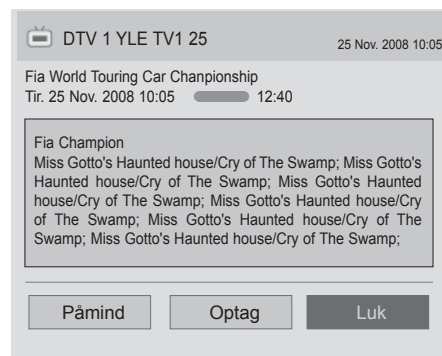 DTV 1 YLE TV1 25
25 Nov. 2008 10:05
Fia World Touring Car Chanpionship
Tir. 25 Nov. 2008 10:05 12:40
Fia Champion
Miss Gotto's Haunted house/Cry of The Swamp; Miss Gotto's
Haunted house/Cry of The Swamp; Miss Gotto's Haunted
house/Cry of The Swamp; Miss Gotto's Haunted house/Cry
of The Swamp; Miss Gotto's Haunted house/Cry of The
Swamp; Miss Gotto's Haunted house/Cry of The Swamp;
Påmind
Optag
Luk